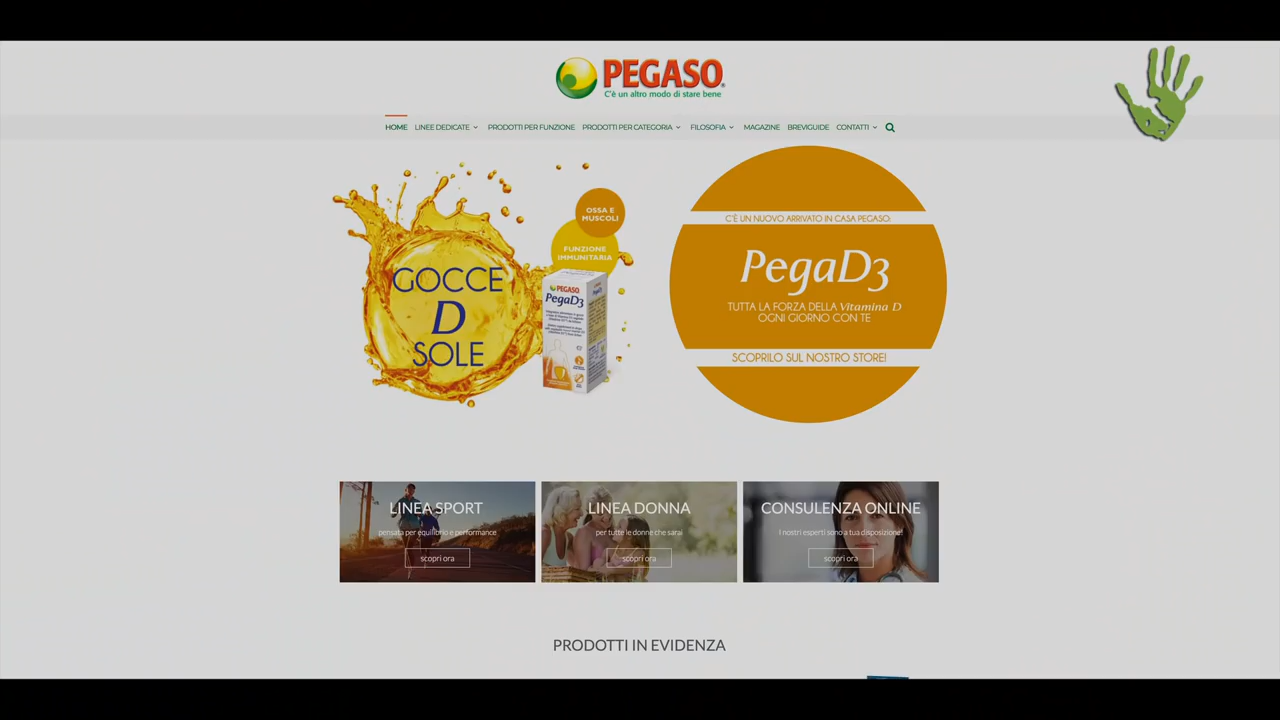 PEGASO®
C'è un altro modo di stare bene
HOME LINEE DEDICATE PRODOTTI PER FUNZIONE PRODOTTI PER CATEGORIA FILOSOFIA MAGAZINE BREVIGUIDE CONTATTI
OSSA E
MUSCOLI
FUNZIONE
IMMUNITARIA
GOCCE
D
SOLE
PEGASO
PegaD3
C'È UN NUOVO ARRIVATO IN CASA PEGASO:
PegaD3
TUTTA LA FORZA DELLA Vitamina D
OGNI GIORNO CON TE
SCOPRILO SUL NOSTRO STORE!
LINEA SPORT
pensata per equilibrio e performance
scopri ora
LINEA DONNA
per tutte le donne che sarai
scopri ora
CONSULENZA ONLINE
I nostri esperti sono a tua disposizione!
scopri ora
PRODOTTI IN EVIDENZA